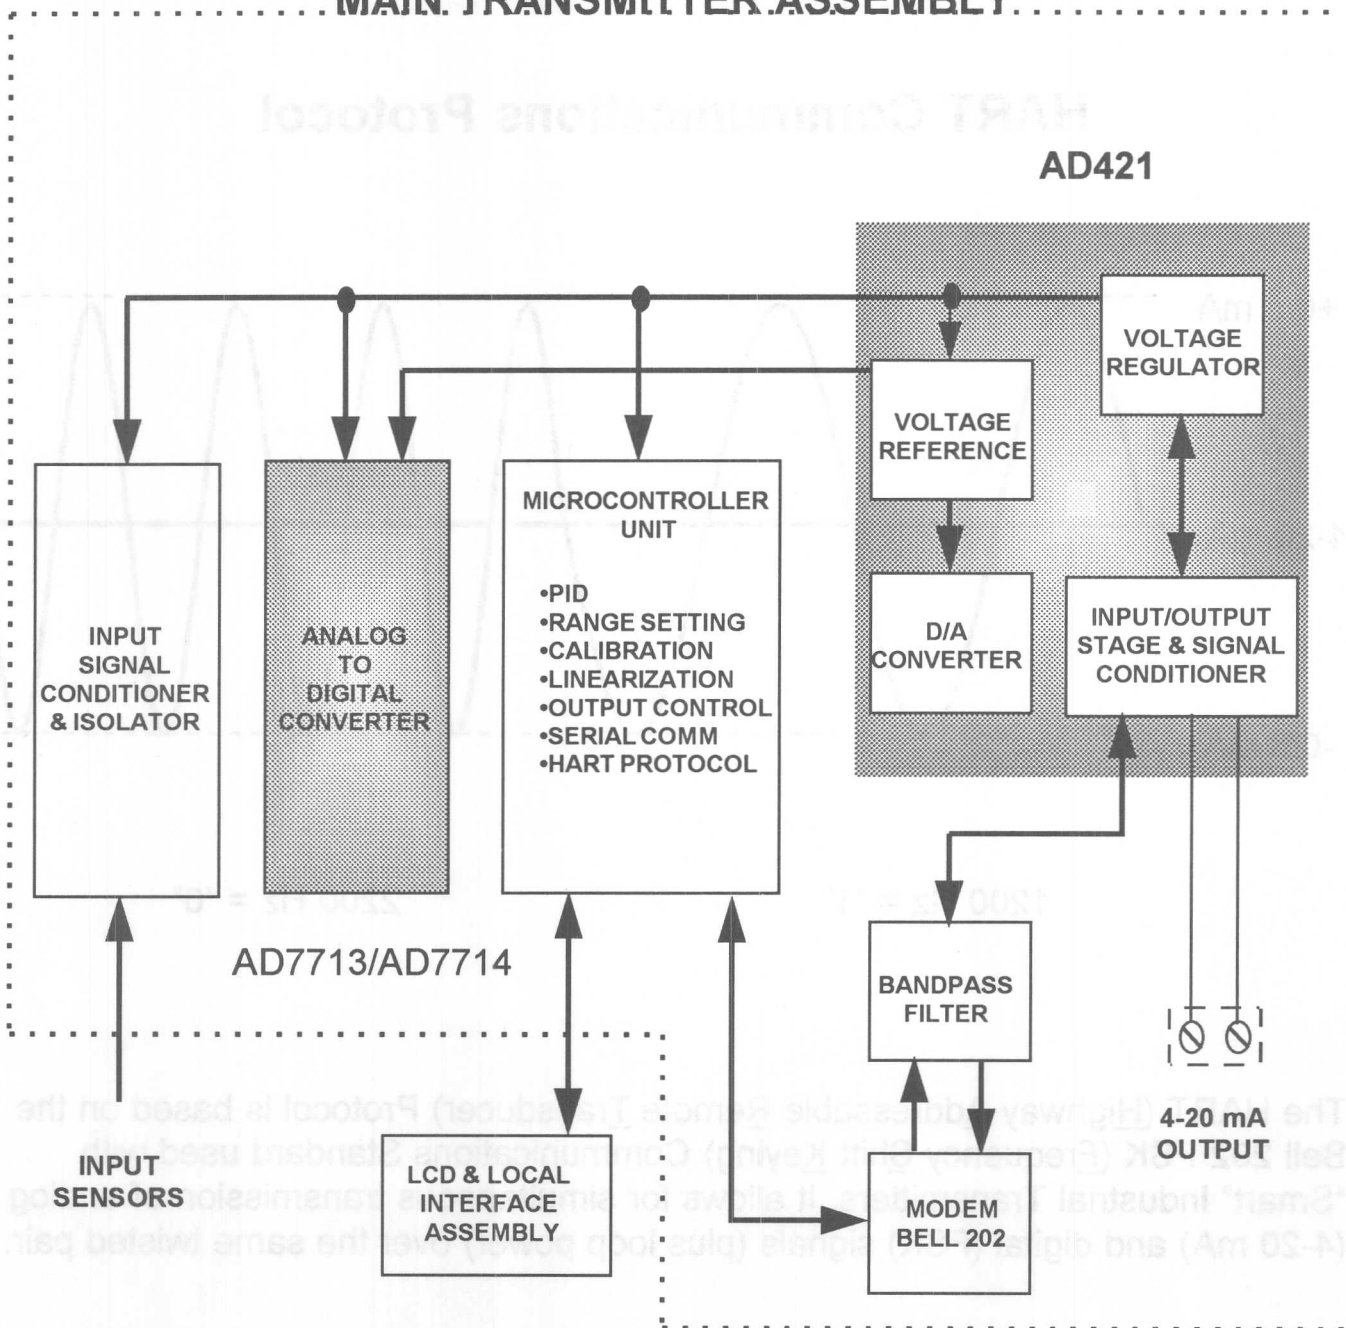 MAIN TRANSMITTER ASSEMBLY
AD421
VOLTAGE
REGULATOR
VOLTAGE
REFERENCE
INPUT
SIGNAL
CONDITIONER
& ISOLATOR
ANALOG
TO
DIGITAL
CONVERTER
MICROCONTROLLER
UNIT
•PID
•RANGE SETTING
•CALIBRATION
•LINEARIZATION
•OUTPUT CONTROL
•SERIAL COMM
•HART PROTOCOL
D/A
CONVERTER
INPUT/OUTPUT
STAGE & SIGNAL
CONDITIONER
AD7713/AD7714
BANDPASS
FILTER
4-20 mA
OUTPUT
INPUT
SENSORS
LCD & LOCAL
INTERFACE
ASSEMBLY
MODEM
BELL 202